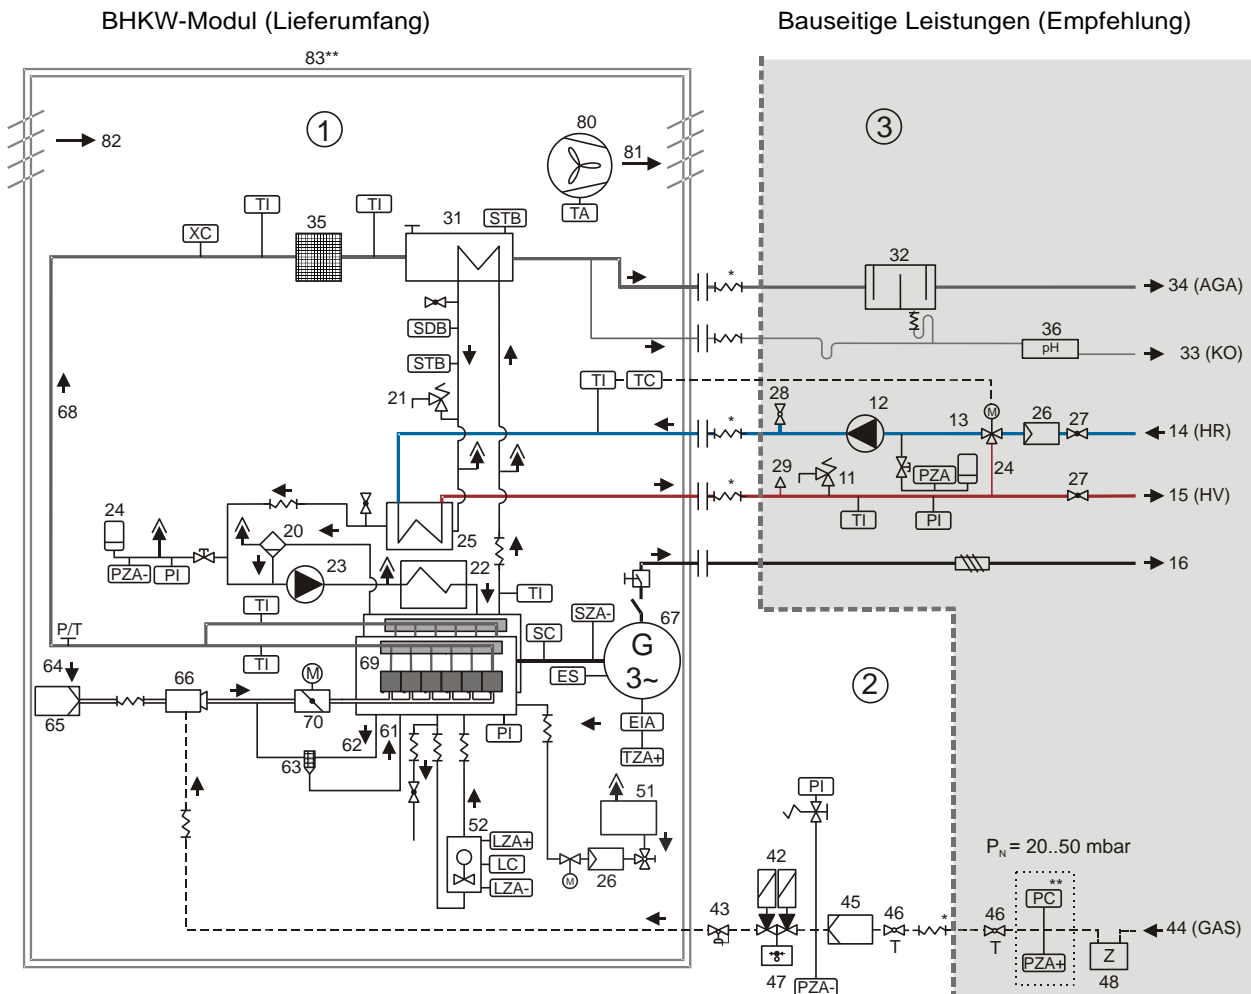 BHKW-Modul (Lieferumfang)
Bauseitige Leistungen (Empfehlung)
83**
1
3
82
80
81
TA
TI
TI
35
31
STB
XC
32
*
34 (AGA)
SDB
STB
36
pH
33 (KO)
TI
TC
28
12
13
M
26
27
14 (HR)
21
68
*
29
11
PZA
24
27
15 (HV)
*
TI
PI
24
20
25
16
PZA-
PI
23
22
TI
TI
SZA-
67
P/T
SC
G
3~
TI
69
ES
2
64
66
M
65
70
62
61
PI
EIA
63
TZA+
51
PI
52
LZA+
LC
LZA-
26
M
PN = 20..50 mbar
42
**
PC
43
45
46
*
46
44 (GAS)
T
T
47
PZA-
PZA+
Z
48